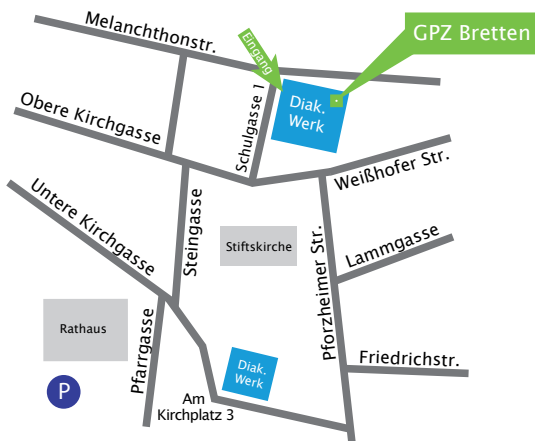 Melanchthonstr.
Eingang
GPZ Bretten
Diak.
Werk
Obere Kirchgasse
Schulgasse 1
Weißhofer Str.
Untere Kirchgasse
Steingasse
Stiftskirche
Pforzheimer Str.
Lammgasse
Rathaus
Pfarrgasse
Diak.
Werk
Friedrichstr.
P
Am
Kirchplatz 3